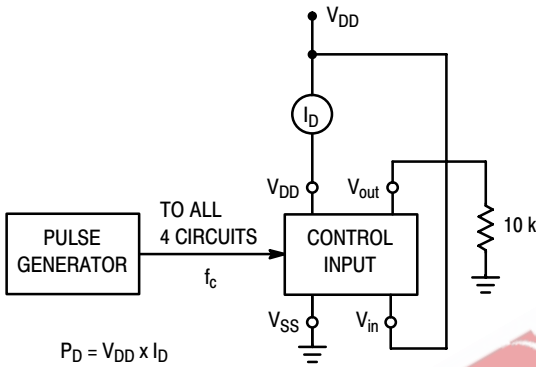 V_DD
I_D
V_DD
V_out
TO ALL
4 CIRCUITS
PULSE
GENERATOR
CONTROL
INPUT
10 k
f_c
V_SS
V_in
P_D = V_DD x I_D